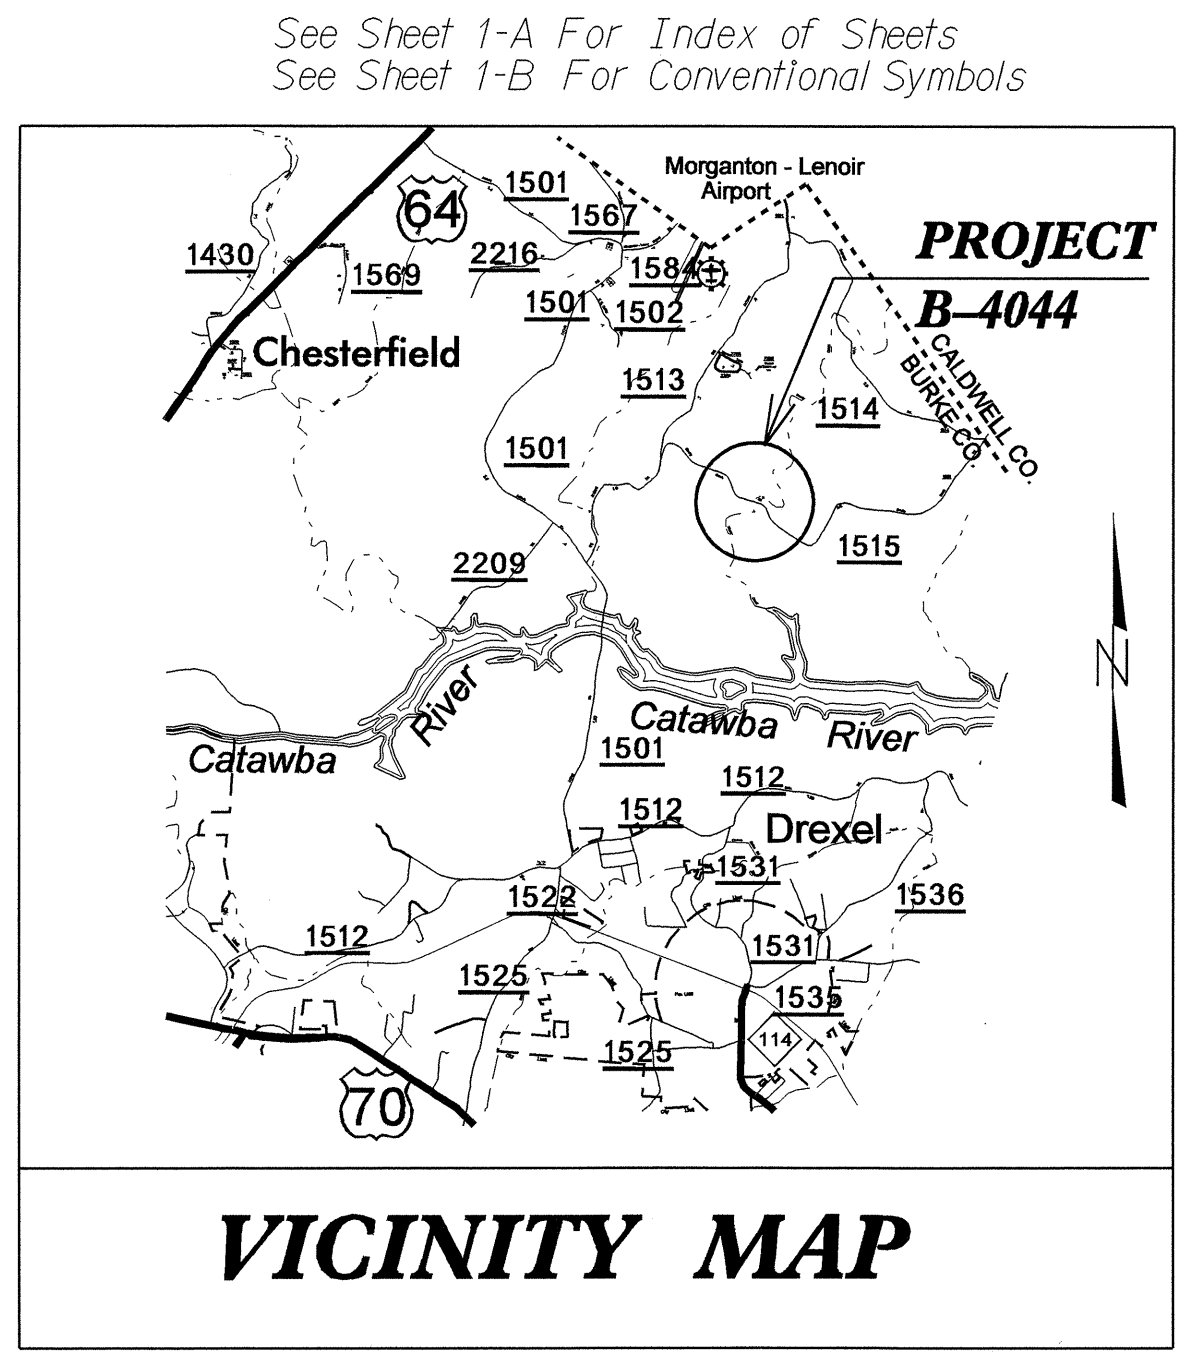 See Sheet 1-A For Index of Sheets
See Sheet 1-B For Conventional Symbols
Morganton - Lenoir
Airport
1501
64
1567
PROJECT
1430
2216
1569
1584
1501
1502
B–4044
Chesterfield
CALDWELL CO.
BURKE CO.
1513
1514
1501
1515
2209
N
River
Catawba
River
Catawba
1501
1512
1512
Drexel
1531
1522
1536
1512
1531
1525
1535
114
1525
70
VICINITY MAP